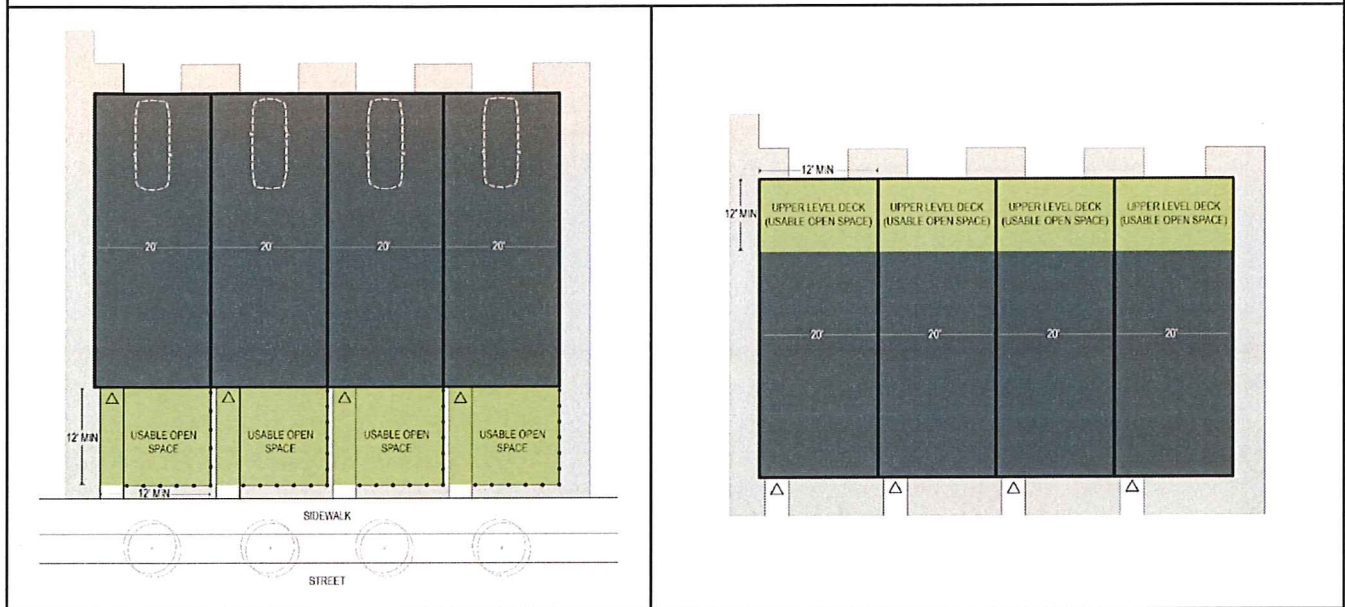 20'
20'
20'
20'
12' MIN
USABLE OPEN
SPACE
USABLE OPEN
SPACE
USABLE OPEN
SPACE
USABLE OPEN
SPACE
12' MIN
SIDEWALK
STREET
12' MIN
12' MIN
UPPER LEVEL DECK
(USABLE OPEN SPACE)
UPPER LEVEL DECK
(USABLE OPEN SPACE)
UPPER LEVEL DECK
(USABLE OPEN SPACE)
UPPER LEVEL DECK
(USABLE OPEN SPACE)
20'
20'
20'
20'